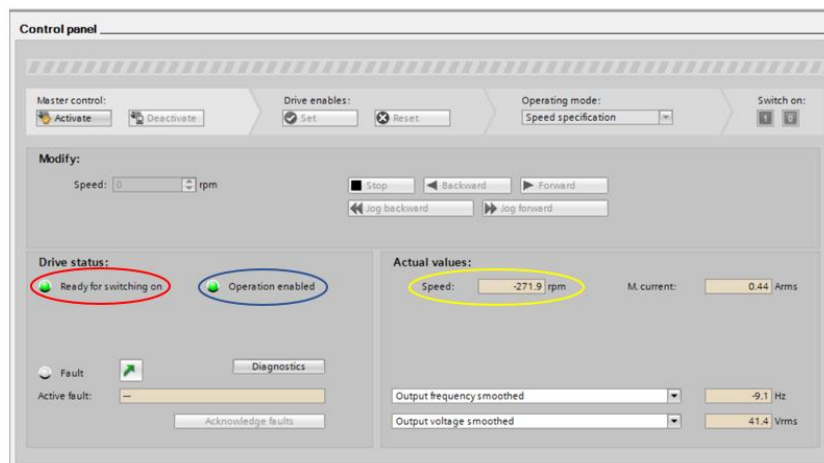 Control panel
Master control:
Activate
Deactivate
Drive enables:
Set
Reset
Operating mode:
Speed specification
Switch on:
1 0
Modify:
Speed: 0 rpm
Stop Backward Forward
Jog backward Jog forward
Drive status:
Ready for switching on Operation enabled
Fault Diagnostics
Active fault: --
Acknowledge faults
Actual values:
Speed: -271.9 rpm M. current: 0.44 Arms
Output frequency smoothed -9.1 Hz
Output voltage smoothed 41.4 Vrms